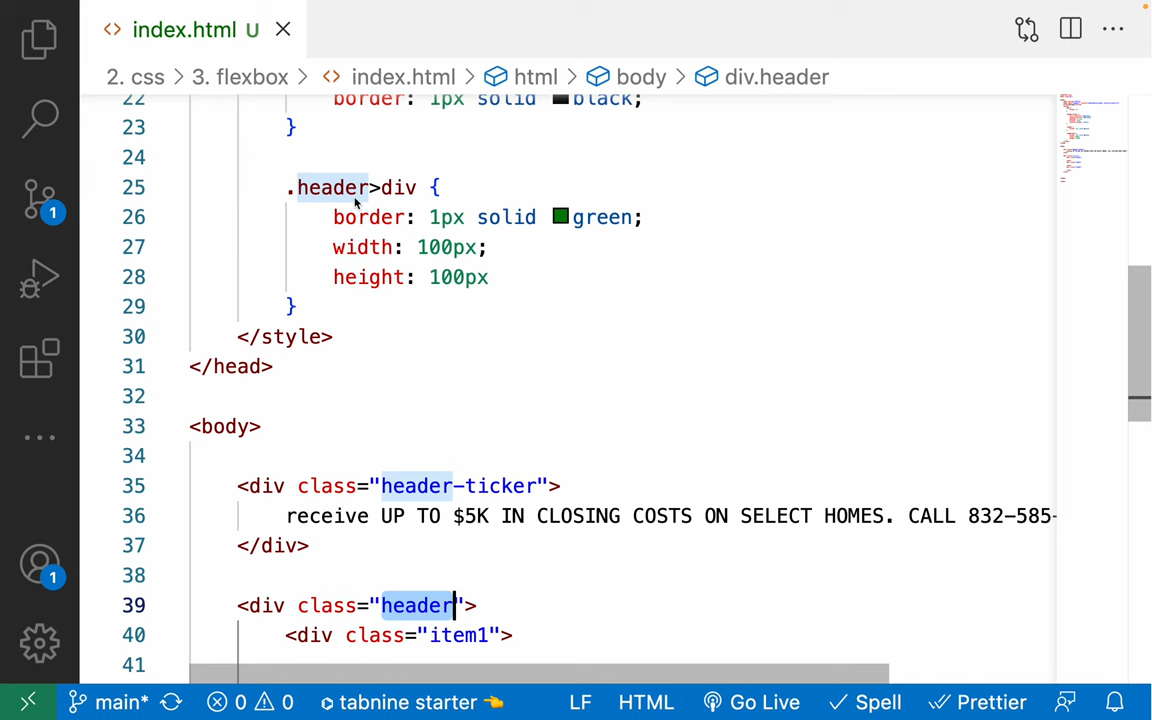 index.html U
2. css > 3. flexbox > index.html > html > body > div.header
22 border: 1px solid black;
23 }
24
25 .header>div {
26 border: 1px solid green;
27 width: 100px;
28 height: 100px
29 }
30 </style>
31 </head>
32
33 <body>
34
35 <div class="header-ticker">
36 receive UP TO $5K IN CLOSING COSTS ON SELECT HOMES. CALL 832-585-
37 </div>
38
39 <div class="header">
40 <div class="item1">
41
1
1
main* 0 0 tabnine starter LF HTML Go Live Spell Prettier